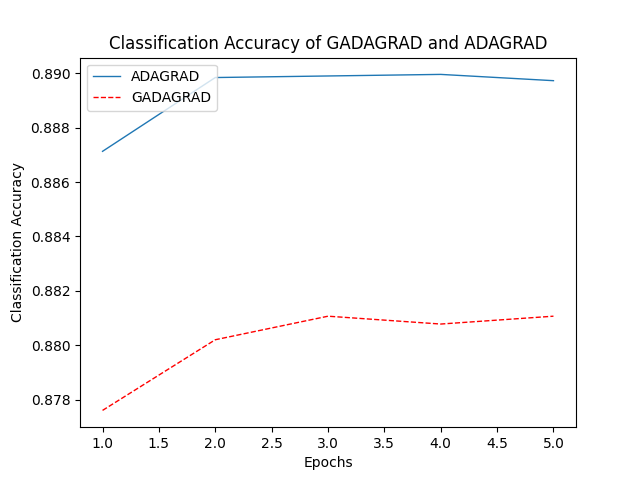 Classification Accuracy of GADAGRAD and ADAGRAD
ADAGRAD
GADAGRAD
Classification Accuracy
0.890
0.888
0.886
0.884
0.882
0.880
0.878
1.0 1.5 2.0 2.5 3.0 3.5 4.0 4.5 5.0
Epochs